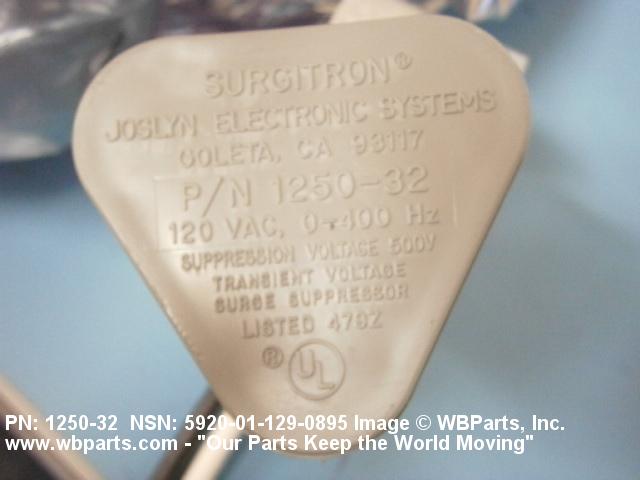 SURGITRON®
JOSLYN ELECTRONIC SYSTEMS
GOLETA, CA 93117
P/N 1250-32
120 VAC, 0-400 Hz
SUPPRESSION VOLTAGE 500V
TRANSIENT VOLTAGE
SURGE SUPPRESSOR
LISTED 479Z
® UL
PN: 1250-32 NSN: 5920-01-129-0895 Image © WBParts, Inc.
www.wbparts.com - "Our Parts Keep the World Moving"